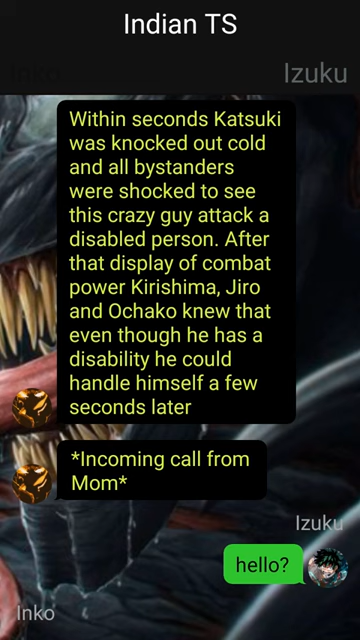 Indian TS
Inko
Izuku
Within seconds Katsuki
was knocked out cold
and all bystanders
were shocked to see
this crazy guy attack a
disabled person. After
that display of combat
power Kirishima, Jiro
and Ochako knew that
even though he has a
disability he could
handle himself a few
seconds later
*Incoming call from
Mom*
Izuku
hello?
Inko